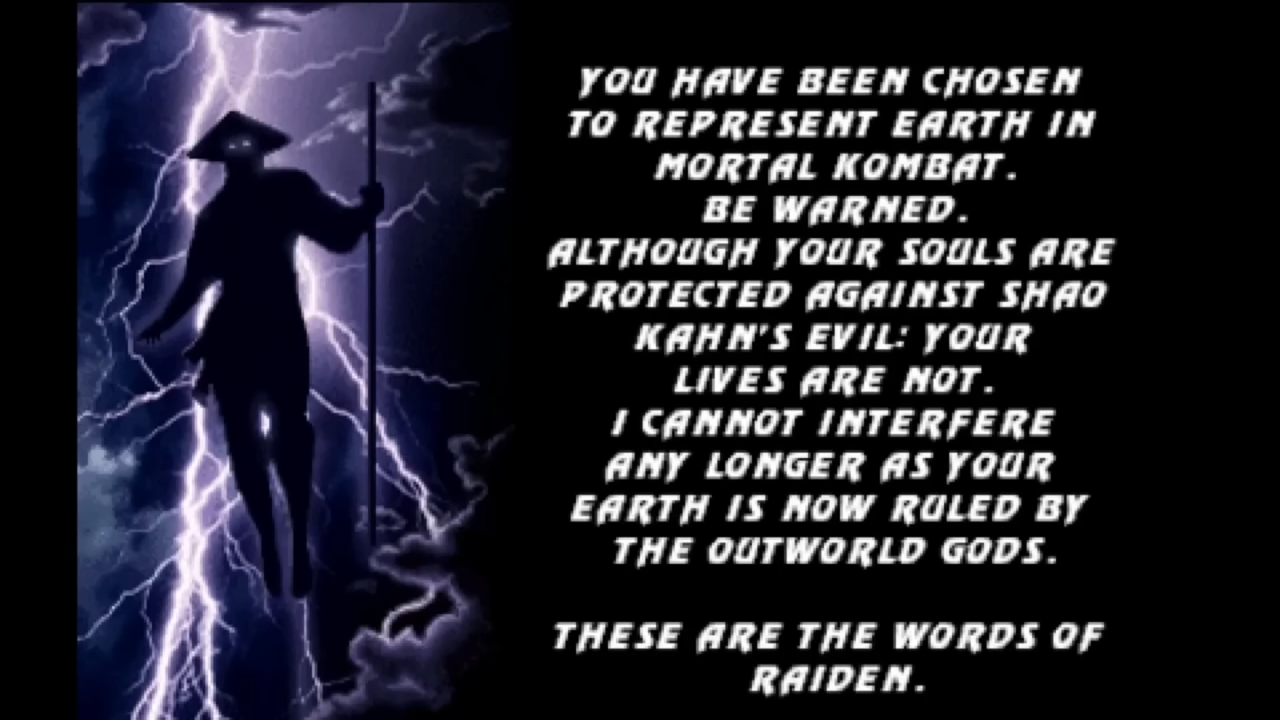 YOU HAVE BEEN CHOSEN
TO REPRESENT EARTH IN
MORTAL KOMBAT.
BE WARNED.
ALTHOUGH YOUR SOULS ARE
PROTECTED AGAINST SHAO
KAHN'S EVIL: YOUR
LIVES ARE NOT.
I CANNOT INTERFERE
ANY LONGER AS YOUR
EARTH IS NOW RULED BY
THE OUTWORLD GODS.
THESE ARE THE WORDS OF
RAIDEN.